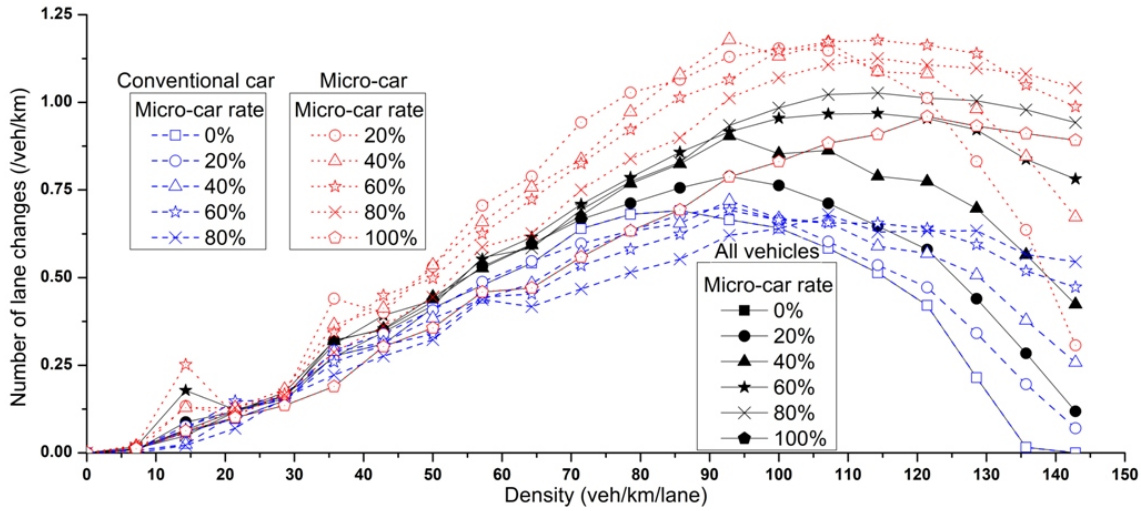 1.25
1.00
0.75
0.50
0.25
0.00
Number of lane changes (/veh/km)
Conventional car
Micro-car rate
0%
20%
40%
60%
80%
Micro-car
Micro-car rate
20%
40%
60%
80%
100%
All vehicles
Micro-car rate
0%
20%
40%
60%
80%
100%
0 10 20 30 40 50 60 70 80 90 100 110 120 130 140 150
Density (veh/km/lane)